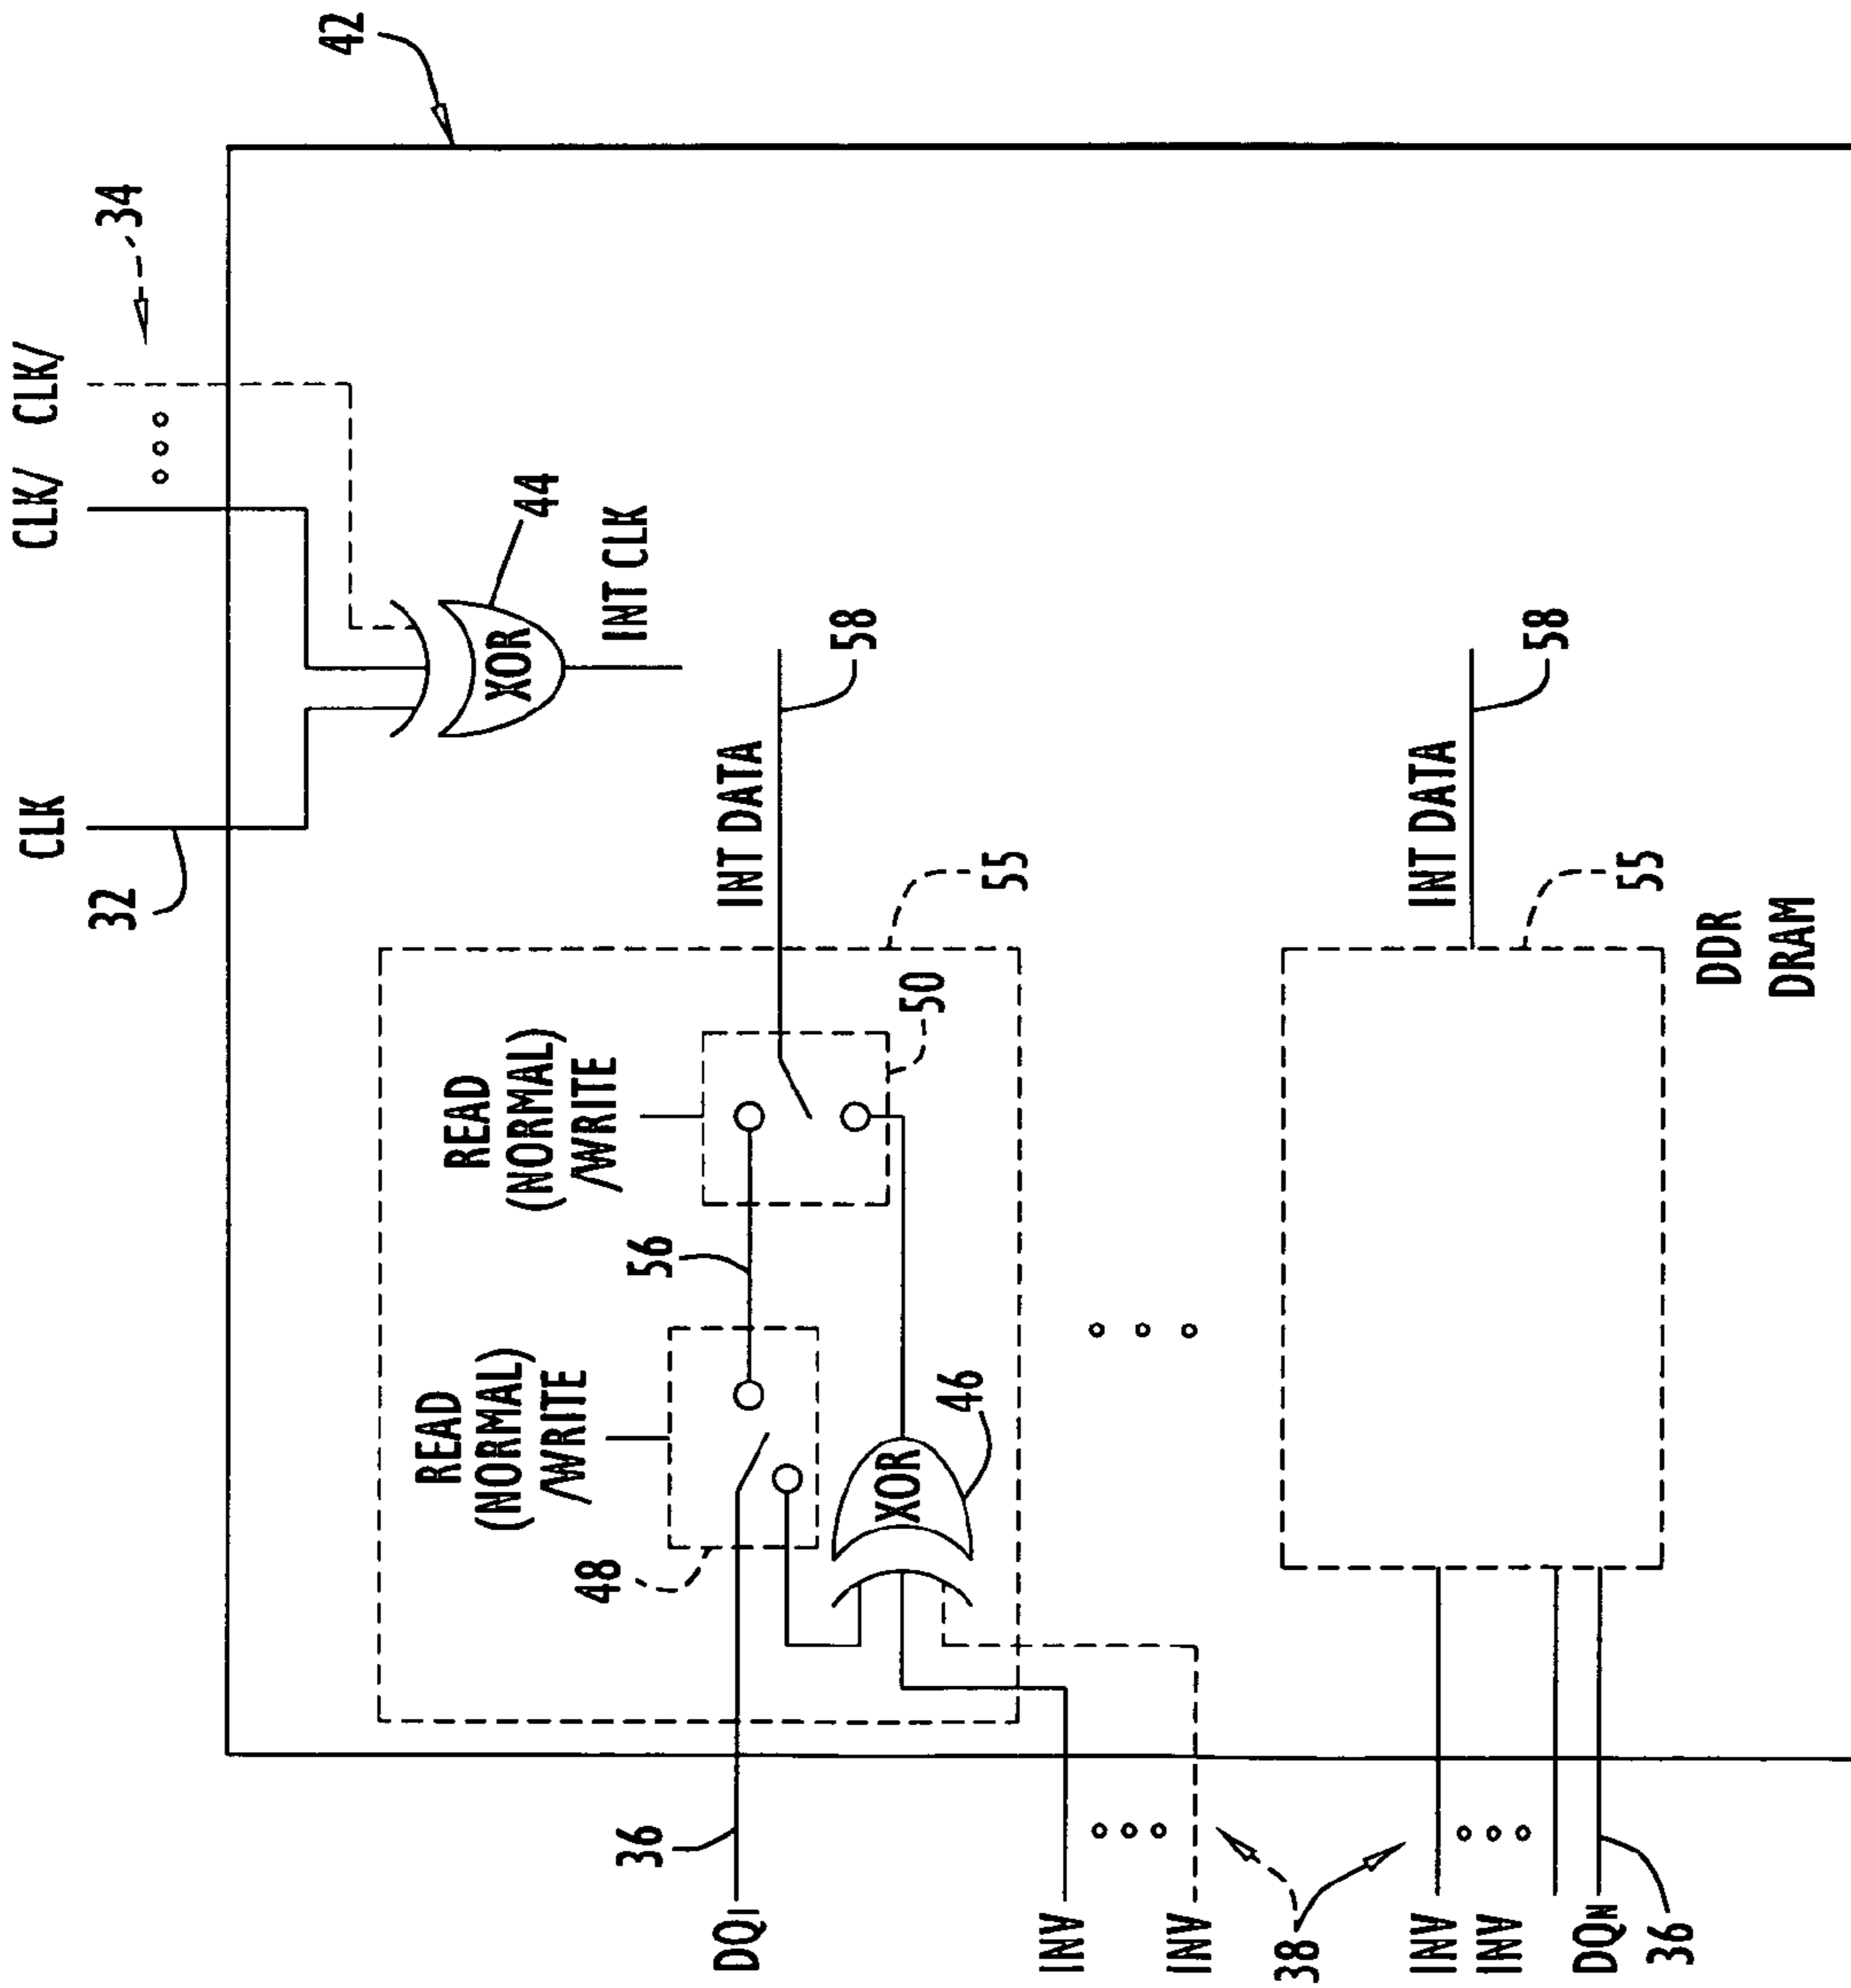 CLK
CLK/
CLK/
32
34
42
XOR
44
INT CLK
READ
(NORMAL)
/WRITE
READ
(NORMAL)
/WRITE
48
56
50
INT DATA
58
55
XOR
46
DQ1
36
INV
INV
38
INV
INV
DQN
36
INT DATA
58
55
DDR
DRAM